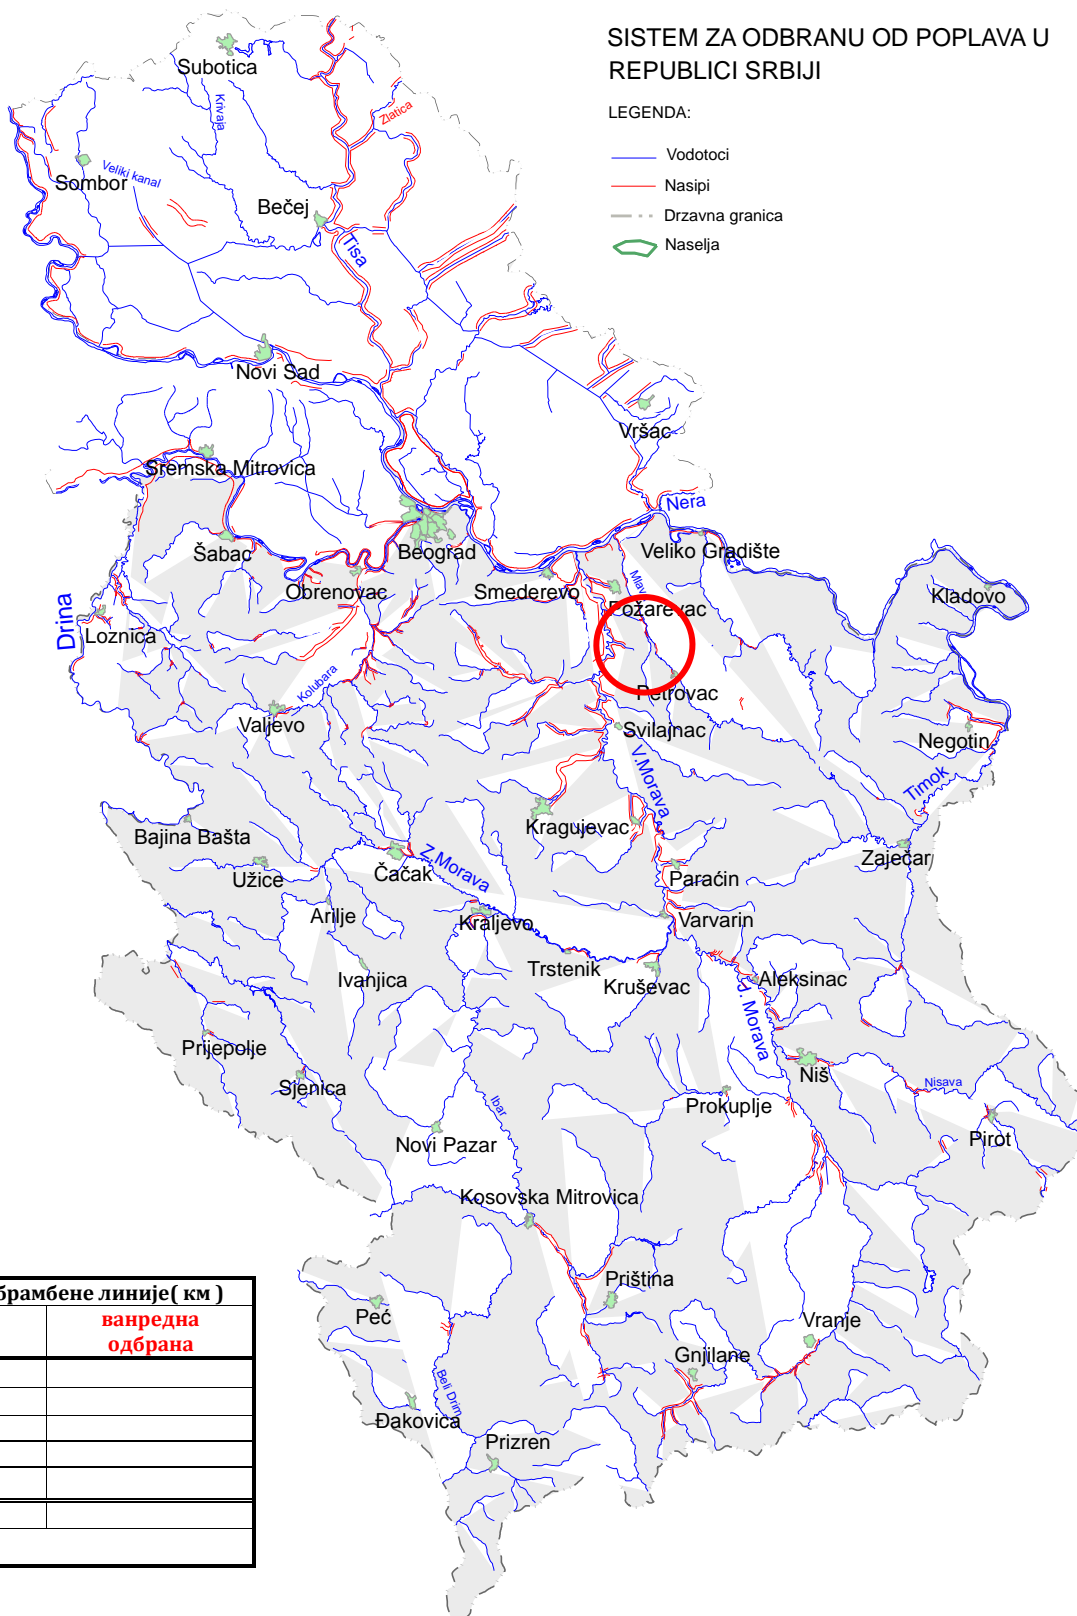 SISTEM ZA ODBRANU OD POPLAVA U
REPUBLICI SRBIJI
LEGENDA:
Vodotoci
Nasipi
Drzavna granica
Naselja
Subotica
Krivaja
Zlatica
Sombor
Veliki kanal
Bečej
Tisa
Novi Sad
Vršac
Sremska Mitrovica
Nera
Šabac
Beograd
Veliko Gradište
Obrenovac
Smederevo
Mlava
Požarevac
Kladovo
Drina
Loznica
Kolubara
Petrovac
Valjevo
Svilajnac
Negotin
V.Morava
Timok
Bajina Bašta
Kragujevac
Zaječar
Užice
Čačak
Z.Morava
Paraćin
Arilje
Kraljevo
Varvarin
Trstenik
Ivanjica
Kruševac
Aleksinac
J. Morava
Prijepolje
Sjenica
Niš
Nisava
Ibar
Prokuplje
Novi Pazar
Pirot
Kosovska Mitrovica
Priština
Peć
Vranje
Gnjilane
Beli Drim
Đakovica
Prizren
брамбене линије( км )
ванредна
одбрана